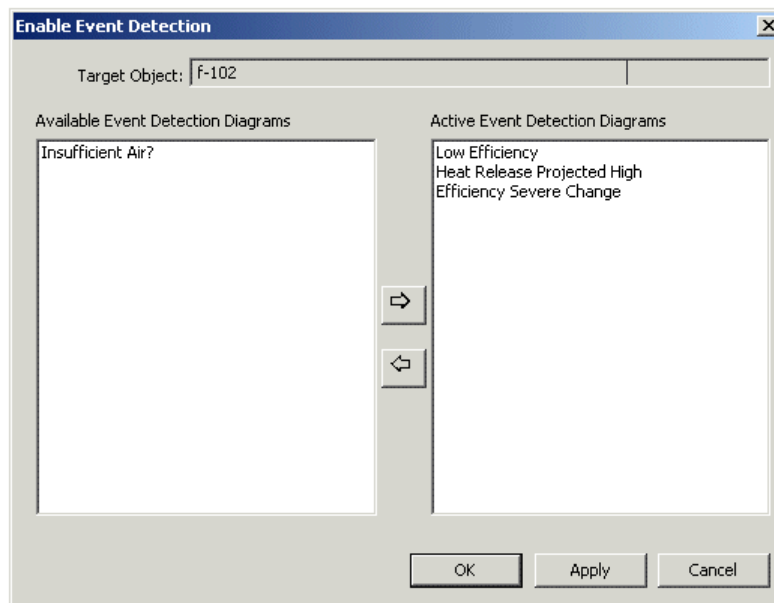 Enable Event Detection
Target Object: f-102
Available Event Detection Diagrams
Insufficient Air?
Active Event Detection Diagrams
Low Efficiency
Heat Release Projected High
Efficiency Severe Change
OK Apply Cancel